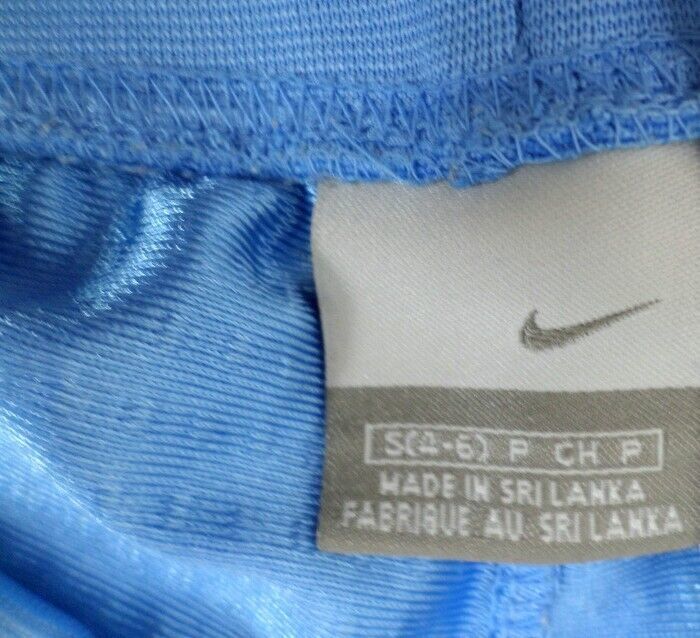 S(4-6) P CH P
MADE IN SRI LANKA
FABRIQUE AU SRI LANKA